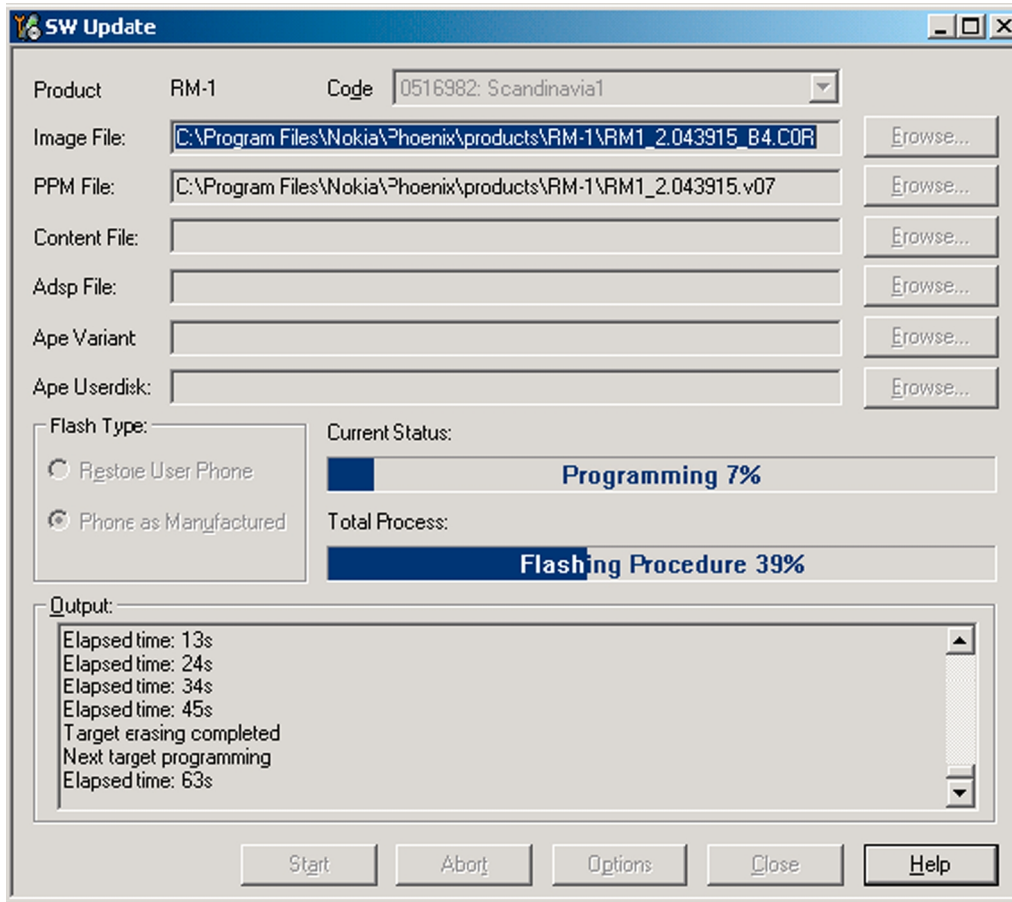 SW Update
Product RM-1 Code 0516982: Scandinavia1
Image File: C:\Program Files\Nokia\Phoenix\products\RM-1\RM1_2.043915_B4.C0R Browse...
PPM File: C:\Program Files\Nokia\Phoenix\products\RM-1\RM1_2.043915.v07 Browse...
Content File: Browse...
Adsp File: Browse...
Ape Variant Browse...
Ape Userdisk: Browse...
Flash Type:
Restore User Phone
Phone as Manufactured
Current Status:
Programming 7%
Total Process:
Flashing Procedure 39%
Output:
Elapsed time: 13s
Elapsed time: 24s
Elapsed time: 34s
Elapsed time: 45s
Target erasing completed
Next target programming
Elapsed time: 63s
Start Abort Options Close Help